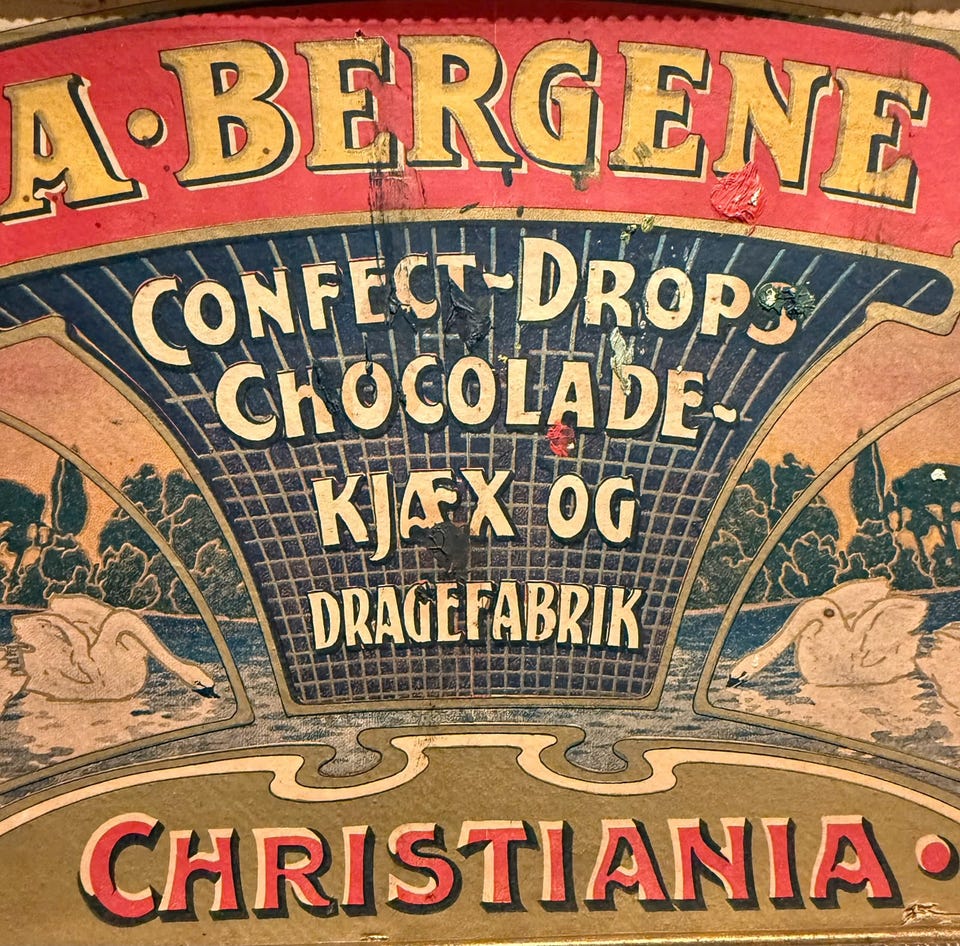 A·BERGENE
CONFECT~DROPS
CHOCOLADE~
KJÆX OG
DRAGEFABRIK
CHRISTIANIA·